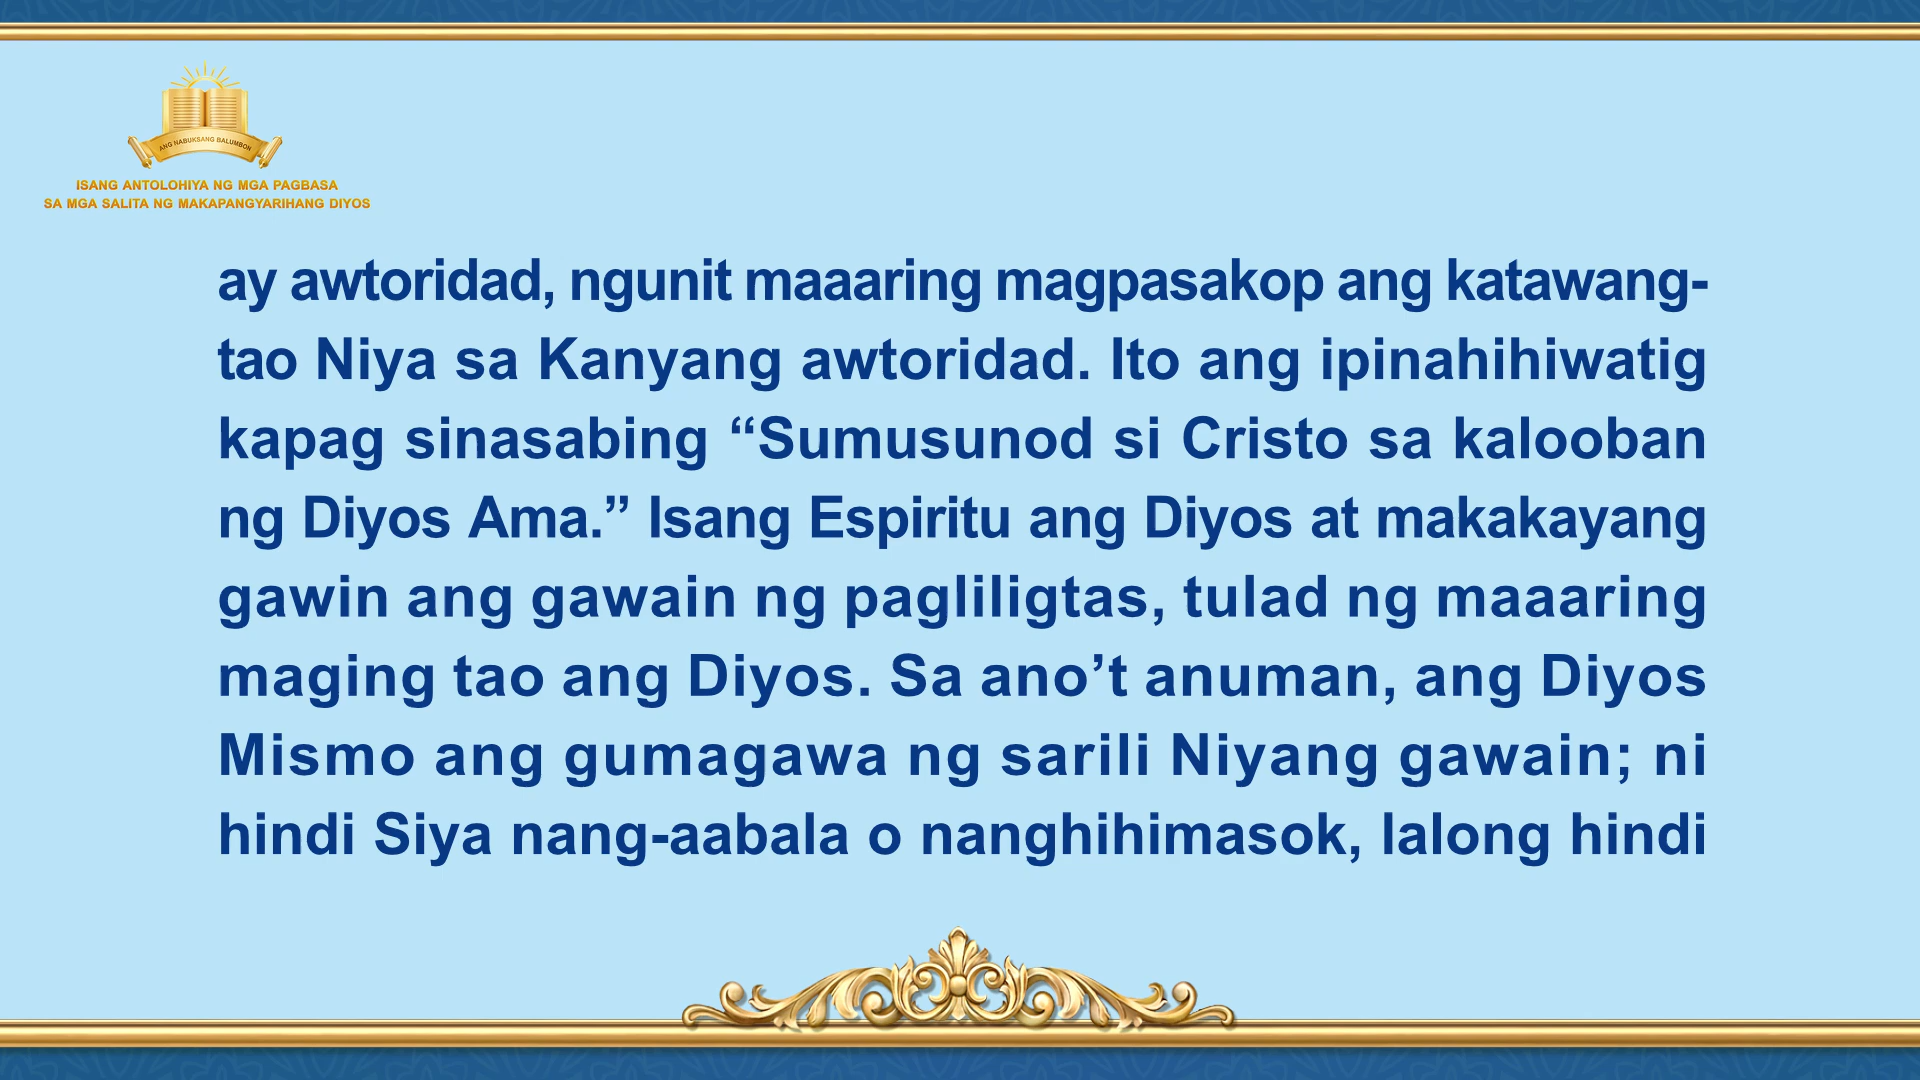 ANG NABUKSANG BALUMBON
ISANG ANTOLOHIYA NG MGA PAGBASA
SA MGA SALITA NG MAKAPANGYARIHANG DIYOS
ay awtoridad, ngunit maaaring magpasakop ang katawang-
tao Niya sa Kanyang awtoridad. Ito ang ipinahihiwatig
kapag sinasabing “Sumusunod si Cristo sa kalooban
ng Diyos Ama.” Isang Espiritu ang Diyos at makakayang
gawin ang gawain ng pagliligtas, tulad ng maaaring
maging tao ang Diyos. Sa ano’t anuman, ang Diyos
Mismo ang gumagawa ng sarili Niyang gawain; ni
hindi Siya nang-aabala o nanghihimasok, lalong hindi